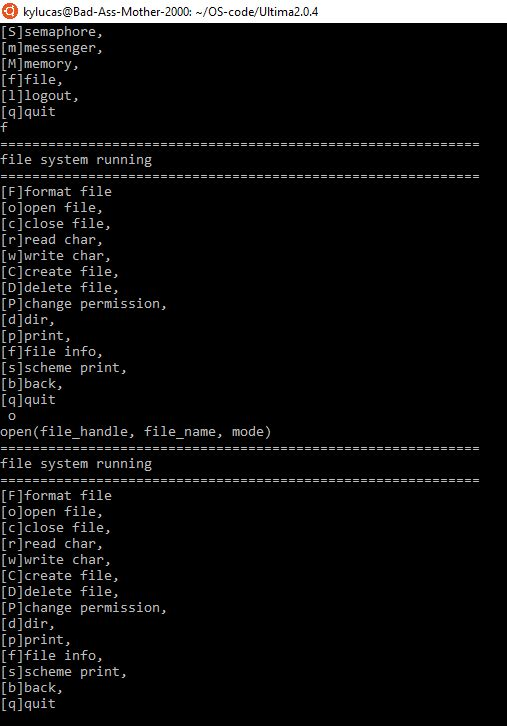 kylucas@Bad-Ass-Mother-2000: ~/OS-code/Ultima2.0.4
[S]semaphore,
[m]messenger,
[M]memory,
[f]file,
[l]logout,
[q]quit
f
============================================================
file system running
============================================================
[F]format file
[o]open file,
[c]close file,
[r]read char,
[w]write char,
[C]create file,
[D]delete file,
[P]change permission,
[d]dir,
[p]print,
[f]file info,
[s]scheme print,
[b]back,
[q]quit
 o
open(file_handle, file_name, mode)
============================================================
file system running
============================================================
[F]format file
[o]open file,
[c]close file,
[r]read char,
[w]write char,
[C]create file,
[D]delete file,
[P]change permission,
[d]dir,
[p]print,
[f]file info,
[s]scheme print,
[b]back,
[q]quit